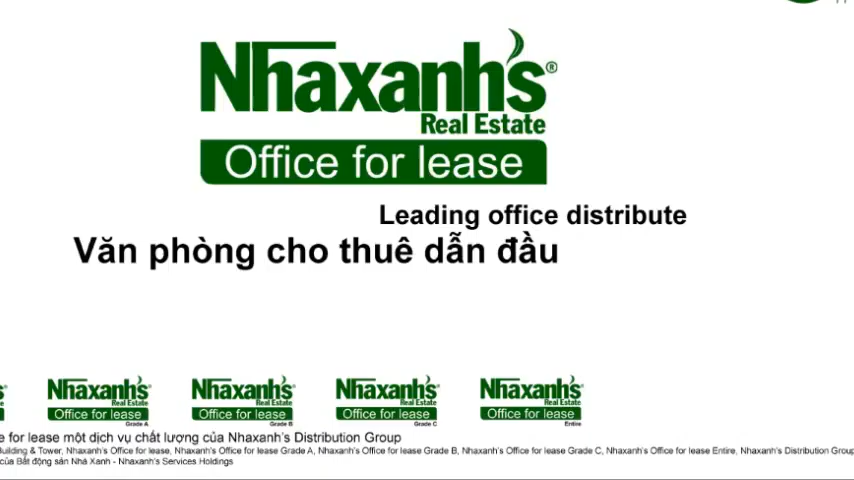 Nhaxanh's®
Real Estate
Office for lease
Leading office distribute
Văn phòng cho thuê dẫn đầu
Nhaxanh's Real Estate Office for lease Grade A
Nhaxanh's Real Estate Office for lease Grade B
Nhaxanh's Real Estate Office for lease Grade C
Nhaxanh's Real Estate Office for lease Entire
e for lease một dịch vụ chất lượng của Nhaxanh's Distribution Group
Building & Tower, Nhaxanh's Office for lease, Nhaxanh's Office for lease Grade A, Nhaxanh's Office for lease Grade B, Nhaxanh's Office for lease Grade C, Nhaxanh's Office for lease Entire, Nhaxanh's Distribution Group
của Bất động sản Nhà Xanh - Nhaxanh's Services Holdings